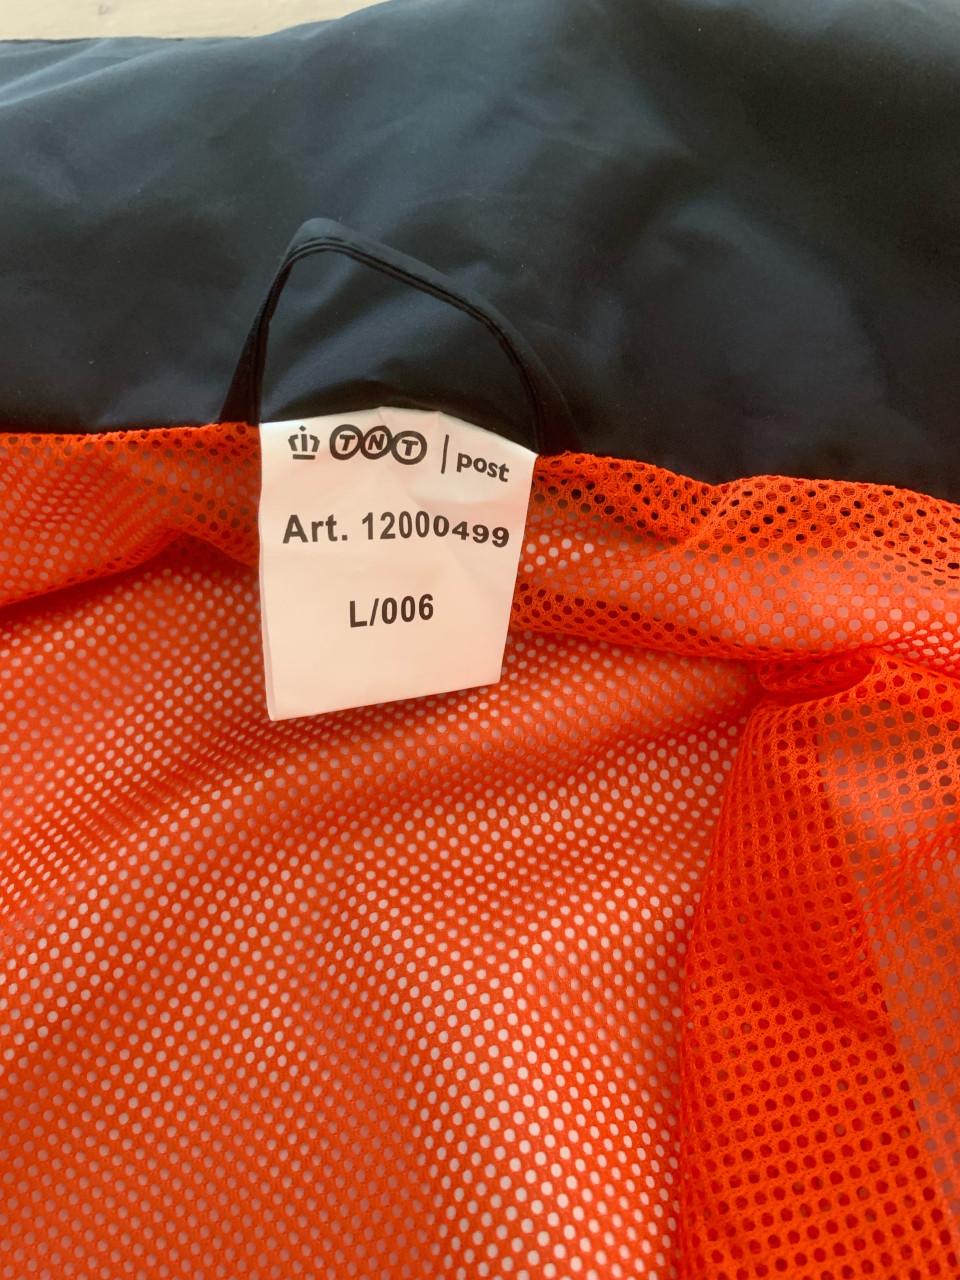 TNT | post
Art. 12000499
L/006